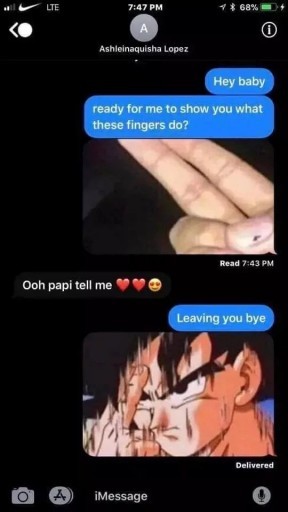 LTE
7:47 PM
68%
A
Ashleinaquisha Lopez
Hey baby
ready for me to show you what
these fingers do?
Read 7:43 PM
Ooh papi tell me ❤️❤️😍
Leaving you bye
Delivered
iMessage